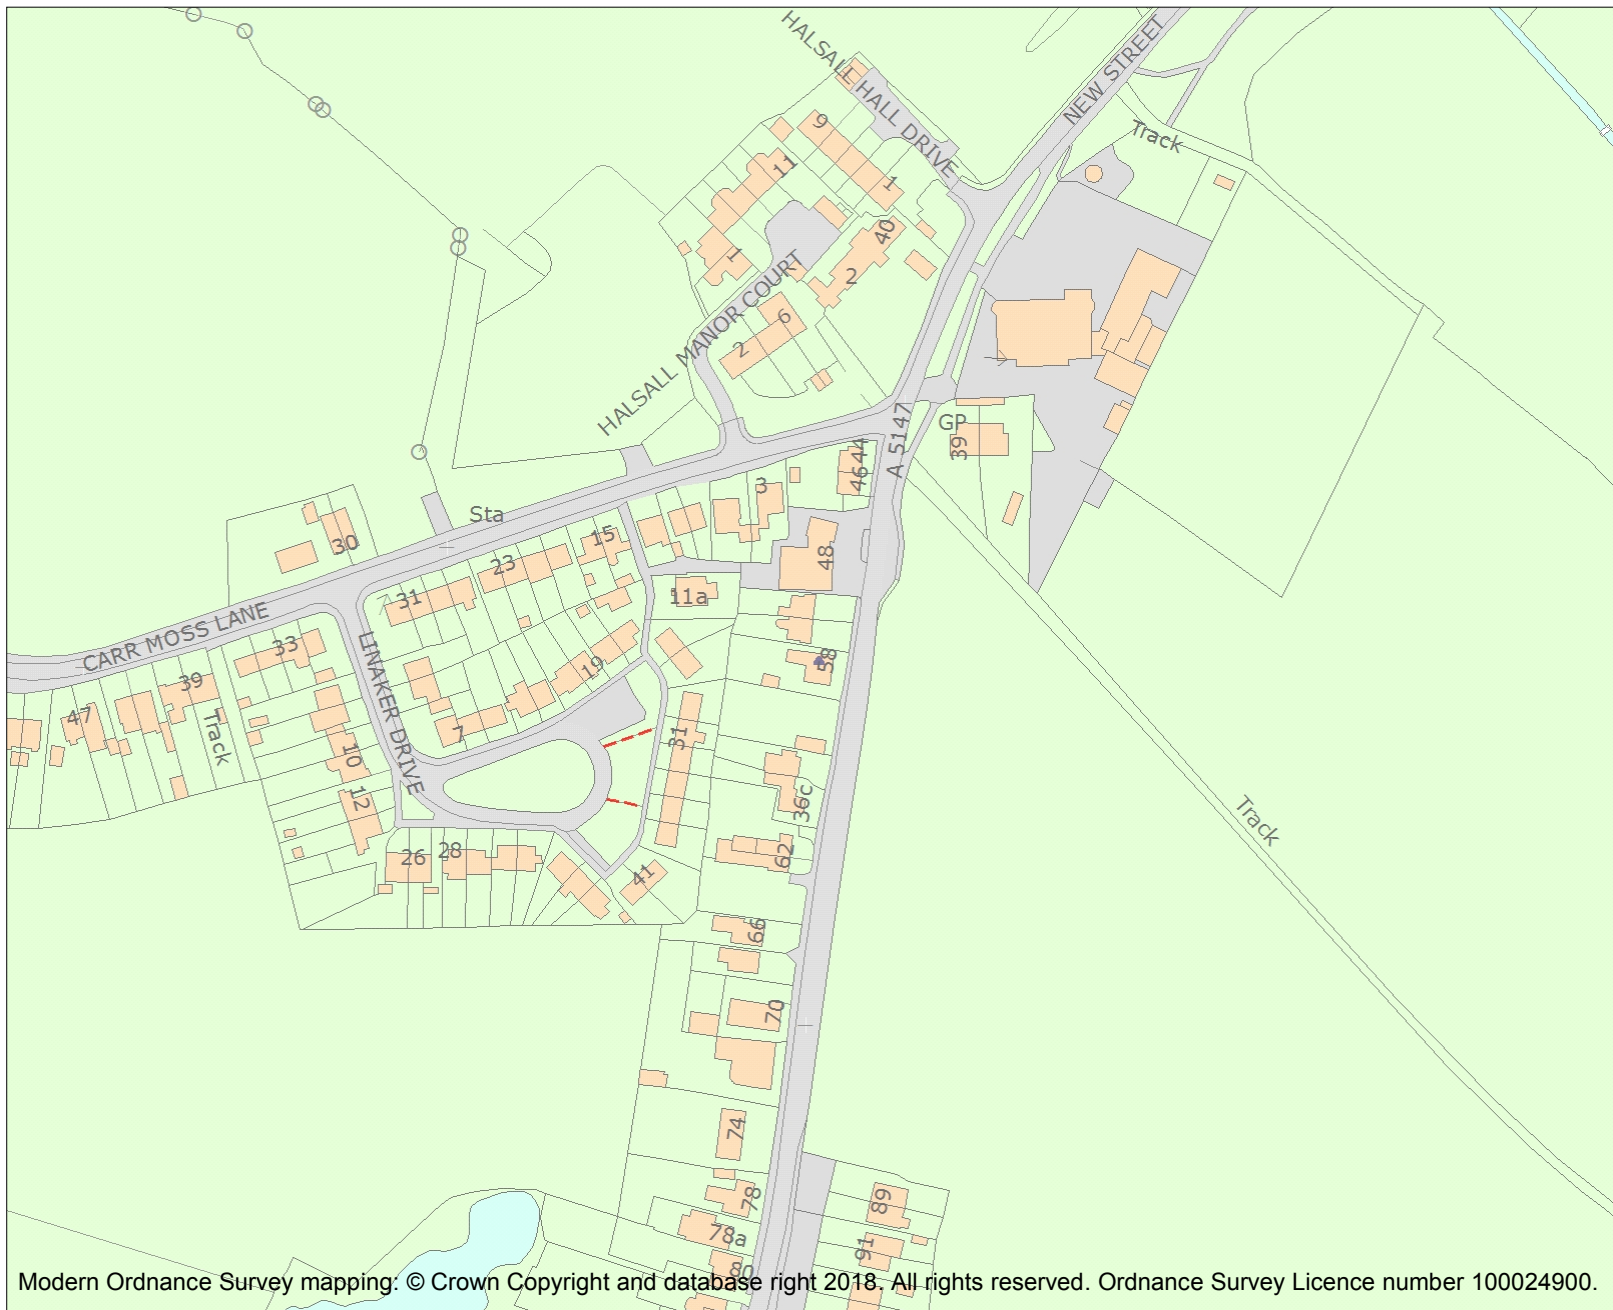 HALSALL HALL DRIVE
NEW STREET
Track
9
11
1
40
1
2
HALSALL MANOR COURT
6
2
A 5147
GP
39
44
46
3
Sta
30
15
48
23
11a
31
CARR MOSS LANE
LINAKER DRIVE
33
58
19
39
47
Track
7
31
10
12
36c
Track
62
26
28
41
66
70
74
78
89
78a
91
80
Modern Ordnance Survey mapping: © Crown Copyright and database right 2018. All rights reserved. Ordnance Survey Licence number 100024900.